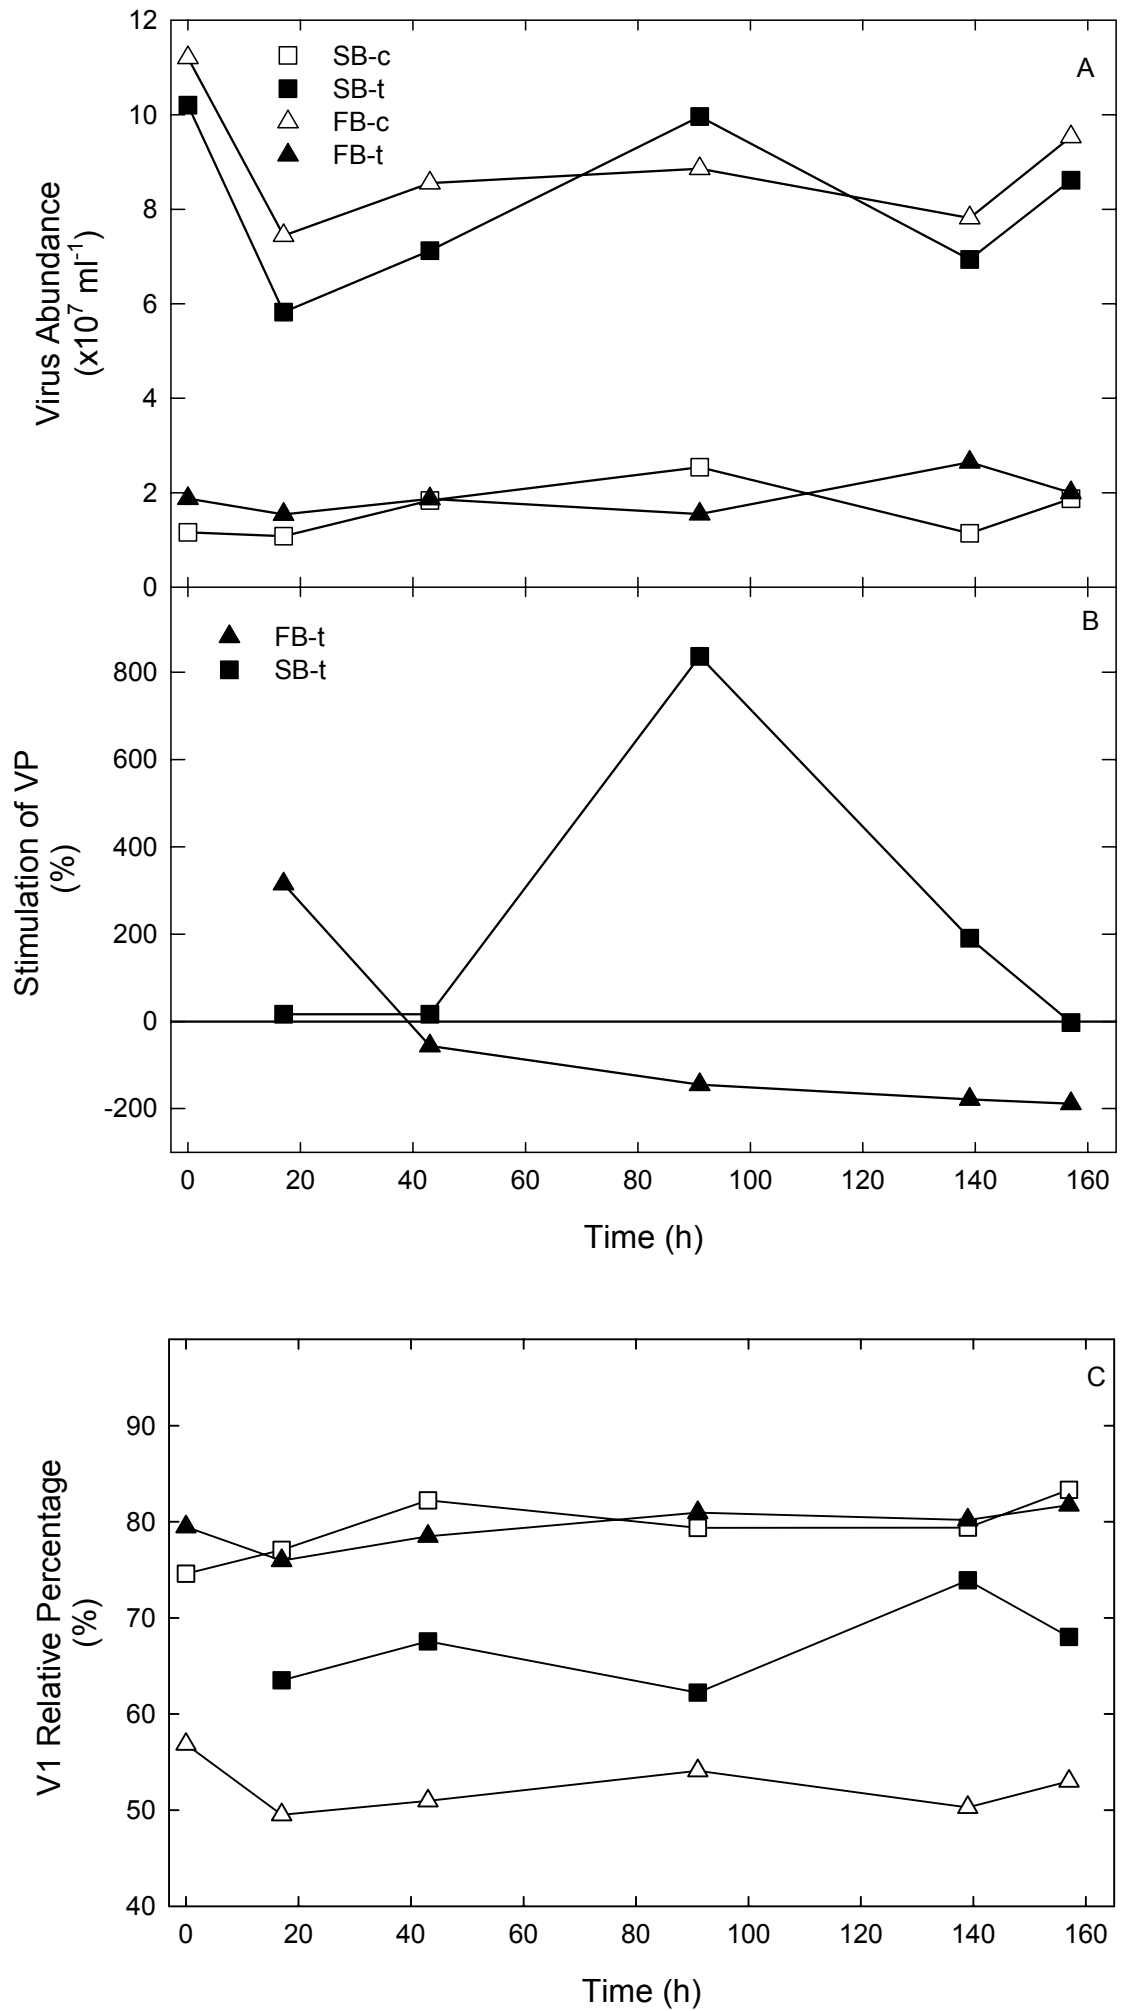 12
10
8
6
4
2
0
Virus Abundance
(x10⁷ ml⁻¹)
SB-c
SB-t
FB-c
FB-t
A
800
600
400
200
0
-200
Stimulation of VP
(%)
FB-t
SB-t
B
0 20 40 60 80 100 120 140 160
Time (h)
90
80
70
60
50
40
V1 Relative Percentage
(%)
C
0 20 40 60 80 100 120 140 160
Time (h)